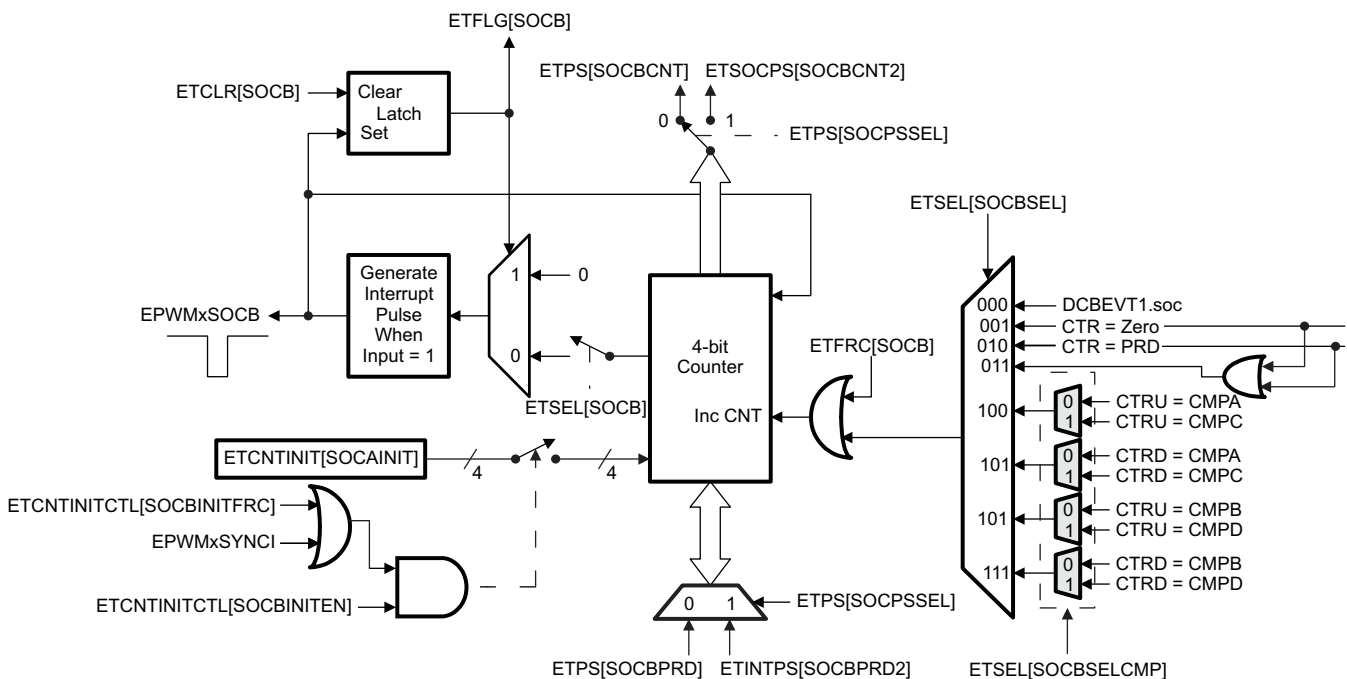 ETFLG[SOCB]
ETPS[SOCBCNT] ETSOCPS[SOCBCNT2]
ETCLR[SOCB]
Clear
Latch
Set
0 1
ETPS[SOCPSSEL]
ETSEL[SOCBSEL]
Generate
Interrupt
Pulse
When
Input = 1
1 0
0
EPWMxSOCB
ETSEL[SOCB]
4-bit
Counter
Inc CNT
ETFRC[SOCB]
000 DCBEVT1.soc
001 CTR = Zero
010 CTR = PRD
011
100
0 CTRU = CMPA
1 CTRU = CMPC
101
0 CTRD = CMPA
1 CTRD = CMPC
101
0 CTRU = CMPB
1 CTRU = CMPD
111
0 CTRD = CMPB
1 CTRD = CMPD
ETCNTINIT[SOCAINIT]
4 4
ETCNTINITCTL[SOCBINITFRC]
EPWMxSYNCI
ETCNTINITCTL[SOCBINITEN]
0 1
ETPS[SOCPSSEL]
ETPS[SOCBPRD] ETINTPS[SOCBPRD2]
ETSEL[SOCBSELCMP]